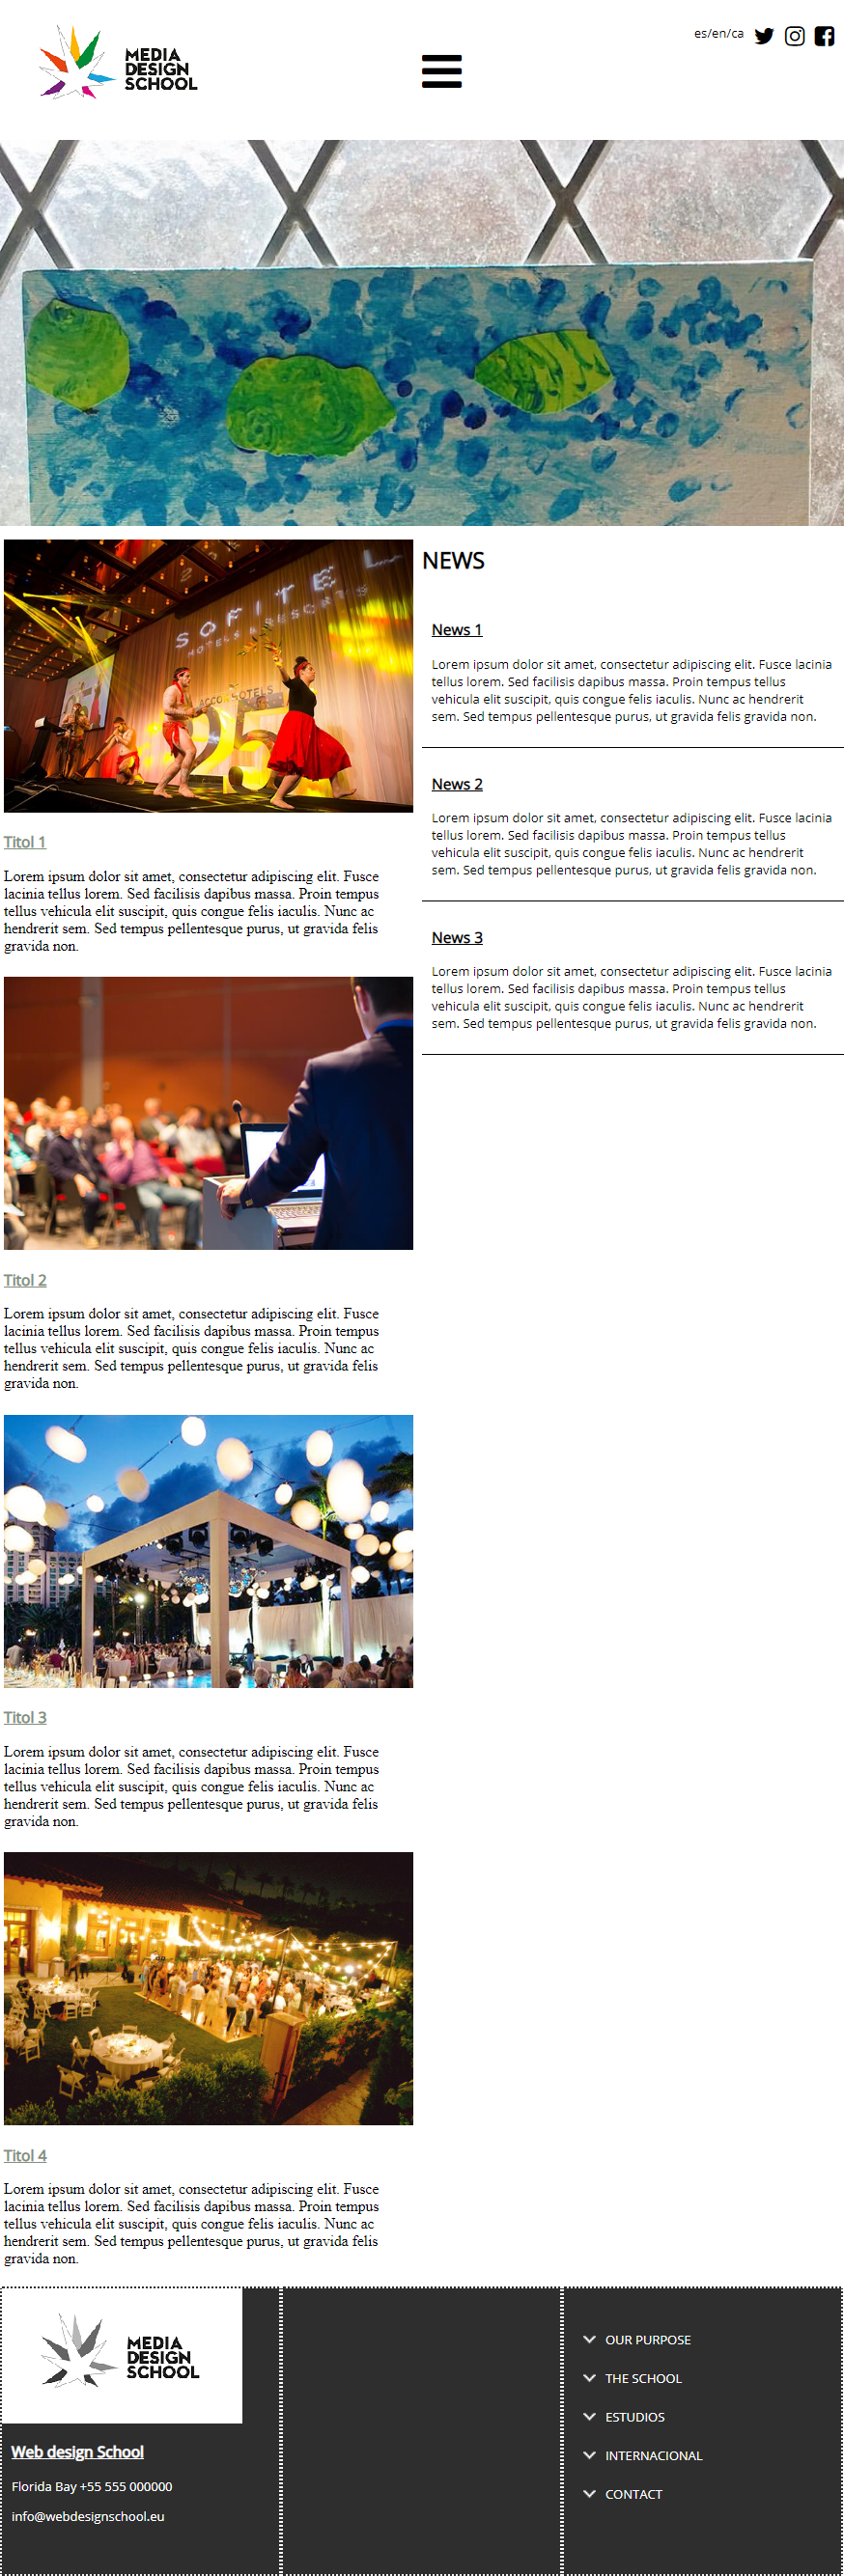 MEDIA
DESIGN
SCHOOL
es/en/ca
SOFITEL
HOTELS & RESORTS
ACCORHOTELS
25
Titol 1
Lorem ipsum dolor sit amet, consectetur adipiscing elit. Fusce
lacinia tellus lorem. Sed facilisis dapibus massa. Proin tempus
tellus vehicula elit suscipit, quis congue felis iaculis. Nunc ac
hendrerit sem. Sed tempus pellentesque purus, ut gravida felis
gravida non.
Titol 2
Lorem ipsum dolor sit amet, consectetur adipiscing elit. Fusce
lacinia tellus lorem. Sed facilisis dapibus massa. Proin tempus
tellus vehicula elit suscipit, quis congue felis iaculis. Nunc ac
hendrerit sem. Sed tempus pellentesque purus, ut gravida felis
gravida non.
Titol 3
Lorem ipsum dolor sit amet, consectetur adipiscing elit. Fusce
lacinia tellus lorem. Sed facilisis dapibus massa. Proin tempus
tellus vehicula elit suscipit, quis congue felis iaculis. Nunc ac
hendrerit sem. Sed tempus pellentesque purus, ut gravida felis
gravida non.
Titol 4
Lorem ipsum dolor sit amet, consectetur adipiscing elit. Fusce
lacinia tellus lorem. Sed facilisis dapibus massa. Proin tempus
tellus vehicula elit suscipit, quis congue felis iaculis. Nunc ac
hendrerit sem. Sed tempus pellentesque purus, ut gravida felis
gravida non.
NEWS
News 1
Lorem ipsum dolor sit amet, consectetur adipiscing elit. Fusce lacinia
tellus lorem. Sed facilisis dapibus massa. Proin tempus tellus
vehicula elit suscipit, quis congue felis iaculis. Nunc ac hendrerit
sem. Sed tempus pellentesque purus, ut gravida felis gravida non.
News 2
Lorem ipsum dolor sit amet, consectetur adipiscing elit. Fusce lacinia
tellus lorem. Sed facilisis dapibus massa. Proin tempus tellus
vehicula elit suscipit, quis congue felis iaculis. Nunc ac hendrerit
sem. Sed tempus pellentesque purus, ut gravida felis gravida non.
News 3
Lorem ipsum dolor sit amet, consectetur adipiscing elit. Fusce lacinia
tellus lorem. Sed facilisis dapibus massa. Proin tempus tellus
vehicula elit suscipit, quis congue felis iaculis. Nunc ac hendrerit
sem. Sed tempus pellentesque purus, ut gravida felis gravida non.
MEDIA
DESIGN
SCHOOL
Web design School
Florida Bay +55 555 000000
info@webdesignschool.eu
OUR PURPOSE
THE SCHOOL
ESTUDIOS
INTERNACIONAL
CONTACT